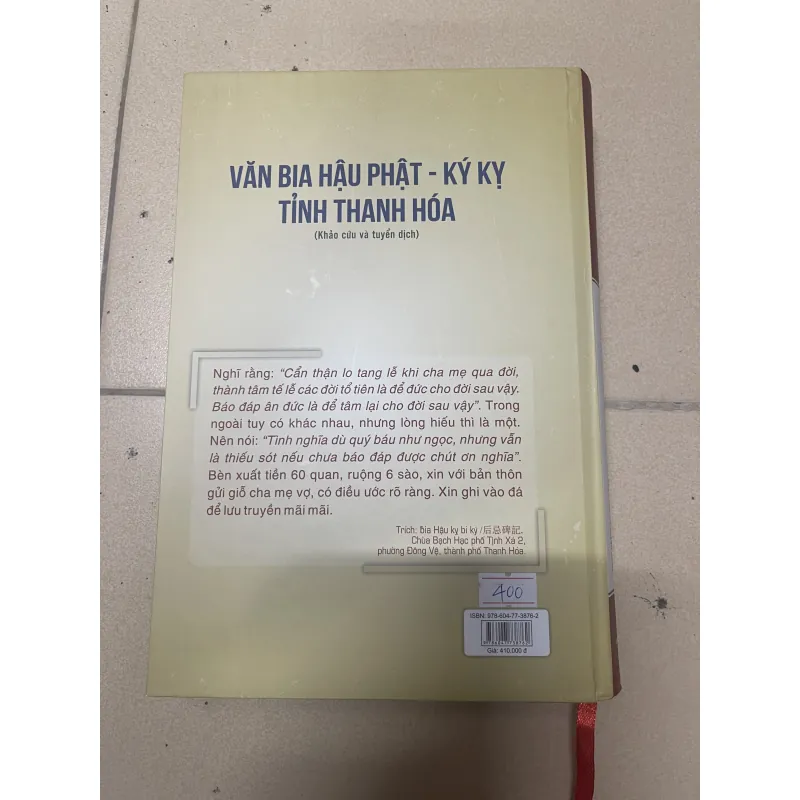 VĂN BIA HẬU PHẬT - KÝ KỴ
TỈNH THANH HÓA
(Khảo cứu và tuyển dịch)
Nghĩ rằng: “Cẩn thận lo tang lễ khi cha mẹ qua đời,
thành tâm tế lễ các đời tổ tiên là để đức cho đời sau vậy.
Báo đáp ân đức là để tâm lại cho đời sau vậy”. Trong
ngoài tuy có khác nhau, nhưng lòng hiếu thì là một.
Nên nói: “Tình nghĩa dù quý báu như ngọc, nhưng vẫn
là thiếu sót nếu chưa báo đáp được chút ơn nghĩa”.
Bèn xuất tiền 60 quan, ruộng 6 sào, xin với bản thôn
gửi giỗ cha mẹ vợ, có điều ước rõ ràng. Xin ghi vào đá
để lưu truyền mãi mãi.
Trích: Bia Hậu kỵ bi ký /后忌碑記,
Chùa Bạch Hạc phố Tịnh Xá 2,
phường Đông Vệ, thành phố Thanh Hóa.
400
ISBN: 978-604-77-3876-2
9786047738762
Giá: 410.000 đ